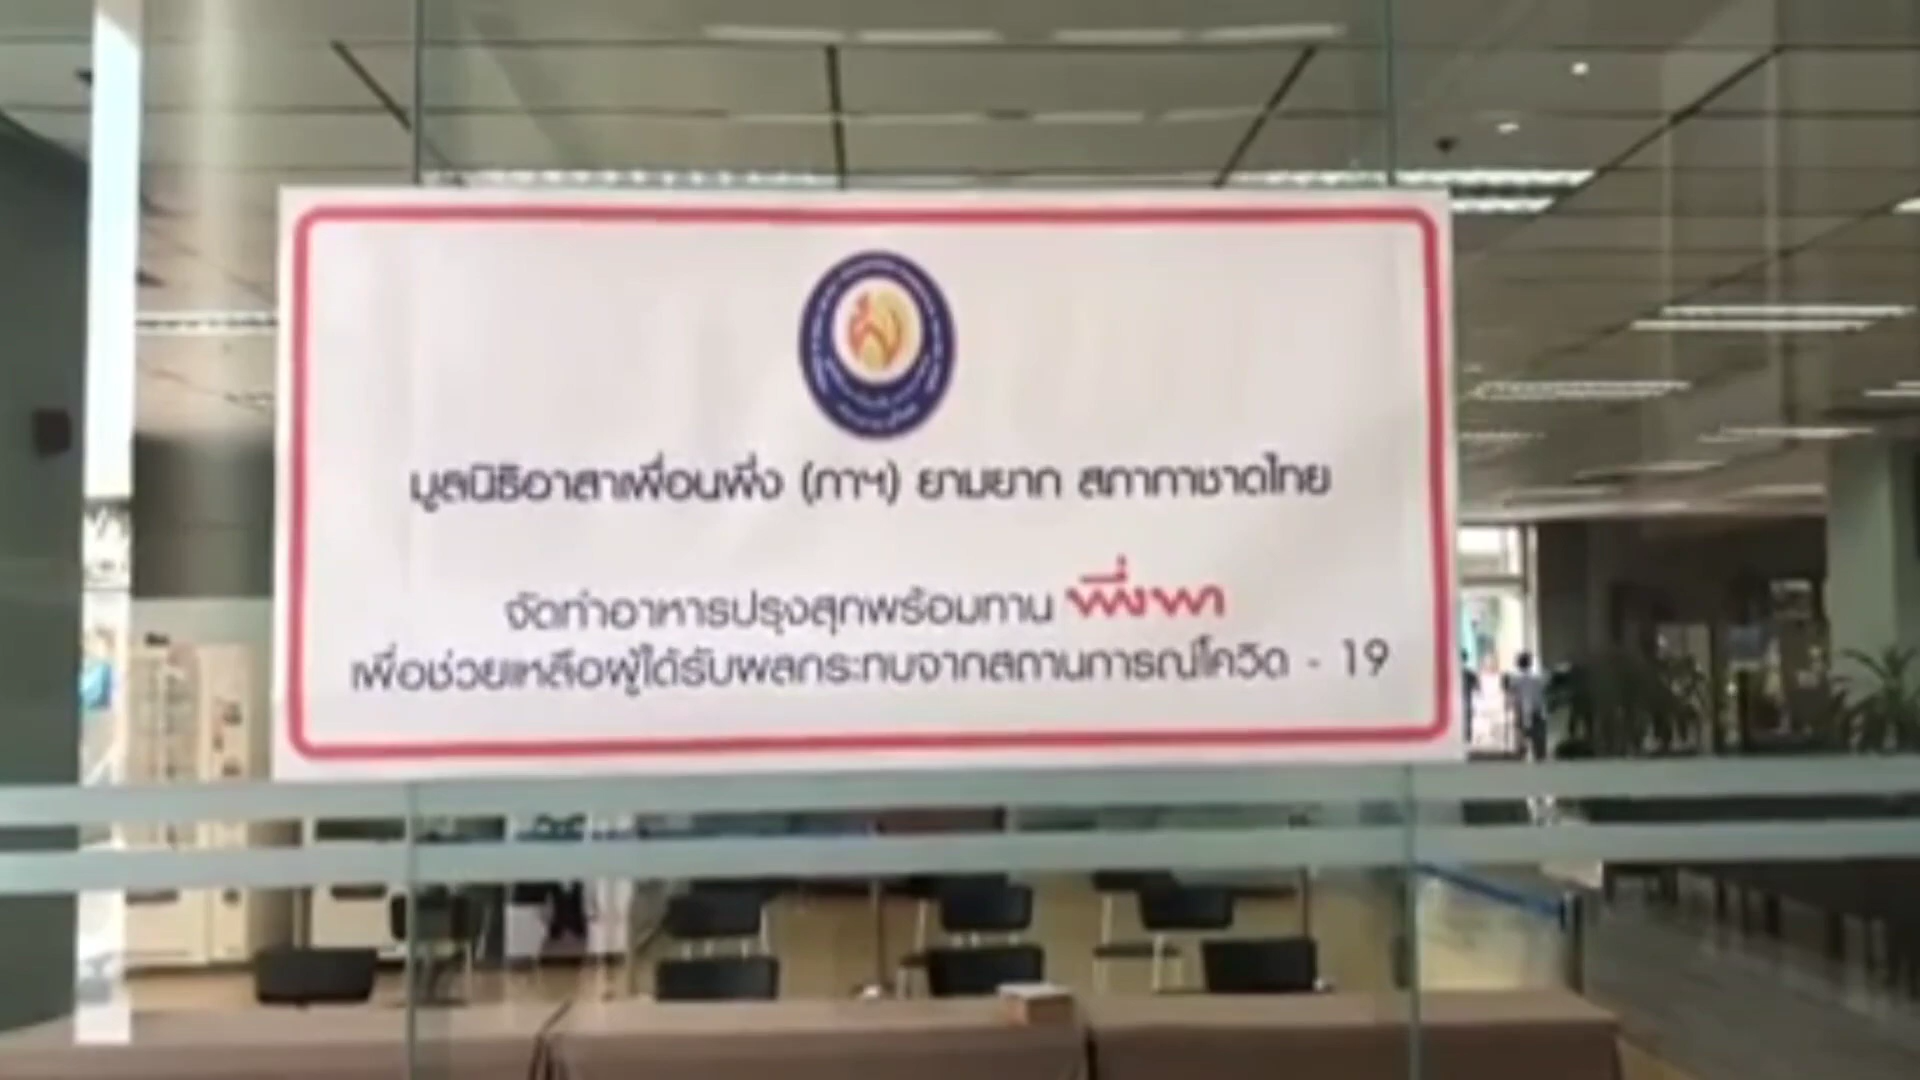 มูลนิธิอาสาเพื่อนพึ่ง (ภาฯ) ยามยาก สภากาชาดไทย
จัดทำอาหารปรุงสุกพร้อมทาน พึ่งพา
เพื่อช่วยเหลือผู้ได้รับผลกระทบจากสถานการณ์โควิด - 19